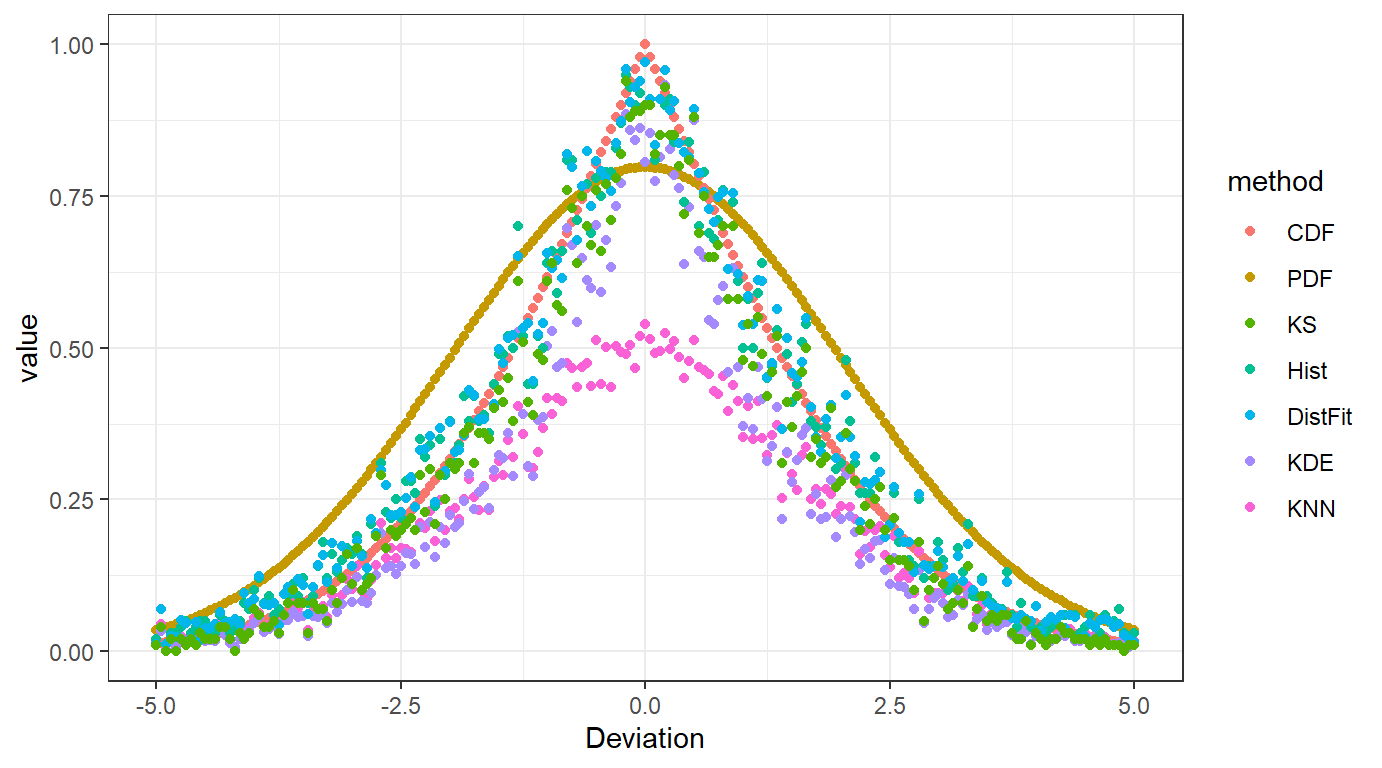 1.00
0.75
0.50
0.25
0.00
value
-5.0
-2.5
0.0
2.5
5.0
Deviation
method
CDF
PDF
KS
Hist
DistFit
KDE
KNN